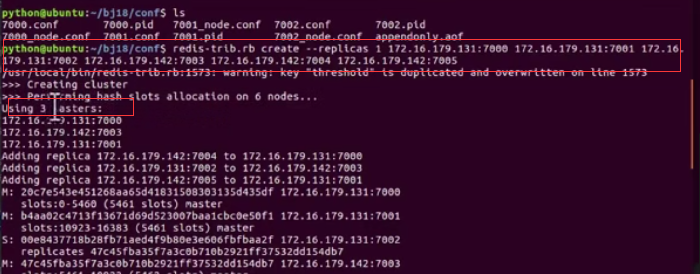 python@ubuntu:~/bj18/conf$ ls
7000.conf 7000.pid 7001_node.conf 7002.conf 7002.pid
7000_node.conf 7001.conf 7001.pid 7002_node.conf appendonly.aof
python@ubuntu:~/bj18/conf$ redis-trib.rb create --replicas 1 172.16.179.131:7000 172.16.179.131:7001 172.16.
179.131:7002 172.16.179.142:7003 172.16.179.142:7004 172.16.179.142:7005
/usr/local/bin/redis-trib.rb:1573: warning: key "threshold" is duplicated and overwritten on line 1573
>>> Creating cluster
>>> Performing hash slots allocation on 6 nodes...
Using 3 masters:
172.16.179.131:7000
172.16.179.142:7003
172.16.179.131:7001
Adding replica 172.16.179.142:7004 to 172.16.179.131:7000
Adding replica 172.16.179.131:7002 to 172.16.179.142:7003
Adding replica 172.16.179.142:7005 to 172.16.179.131:7001
M: 20c7e543e451268aa65d41831508303135d435df 172.16.179.131:7000
slots:0-5460 (5461 slots) master
M: b4aa02c4713f13671d69d523007baa1cbc0e50f1 172.16.179.131:7001
slots:10923-16383 (5461 slots) master
S: 00e8437718b28fb71aed4f9b80e3e606fbfbaa2f 172.16.179.131:7002
replicates 47c45fba35f7a3c0b710b2921ff37532dd154db7
M: 47c45fba35f7a3c0b710b2921ff37532dd154db7 172.16.179.142:7003